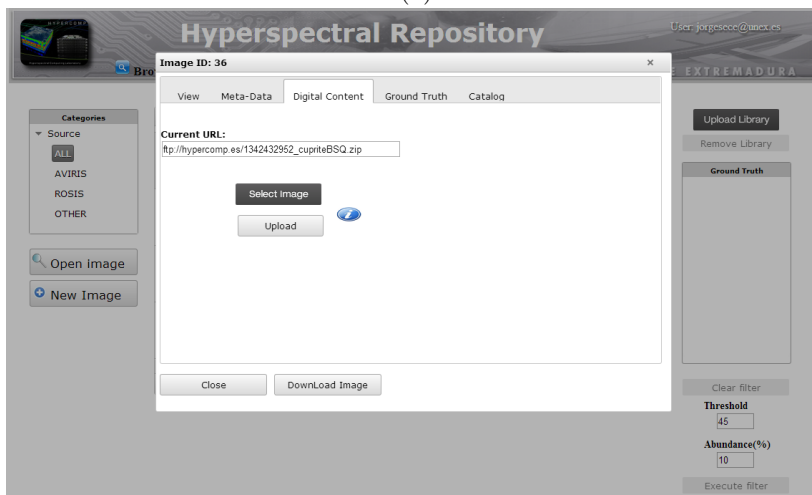 HYPERCOMP
Hyperspectral Repository
User: jorgesece@unex.es
Bro
E EXTREMADURA
Image ID: 36
×
View Meta-Data Digital Content Ground Truth Catalog
Current URL:
ftp://hypercomp.es/1342432952_cupriteBSQ.zip
Select Image
Upload
Close
DownLoad Image
Categories
Source
ALL
AVIRIS
ROSIS
OTHER
Open image
New Image
Upload Library
Remove Library
Ground Truth
Clear filter
Threshold
45
Abundance(%)
10
Execute filter